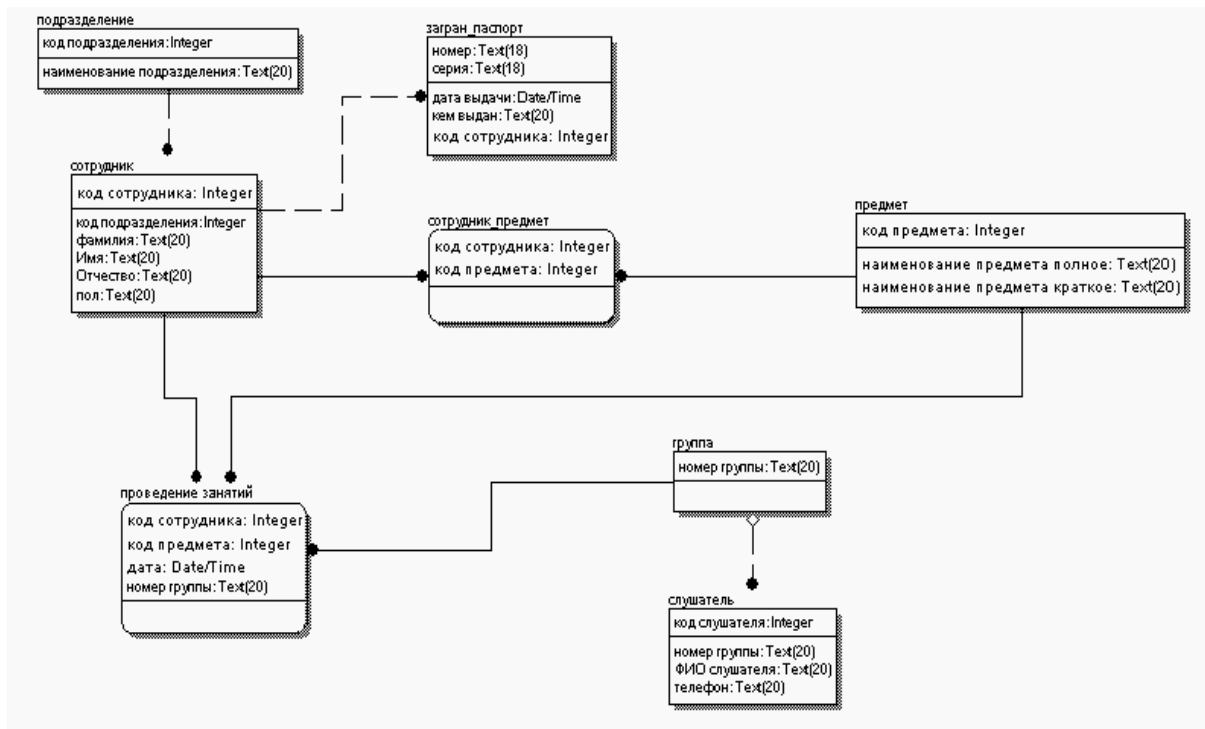 подразделение
код подразделения:Integer
наименование подразделения: Text(20)
загран_паспорт
номер: Text(18)
серия: Text(18)
дата выдачи: Date/Time
кем выдан: Text(20)
код сотрудника: Integer
сотрудник
код сотрудника: Integer
код подразделения: Integer
фамилия: Text(20)
Имя: Text(20)
Отчество: Text(20)
пол: Text(20)
сотрудник_предмет
код сотрудника: Integer
код предмета: Integer
предмет
код предмета: Integer
наименование предмета полное: Text(20)
наименование предмета краткое: Text(20)
группа
номер группы: Text(20)
проведение занятий
код сотрудника: Integer
код предмета: Integer
дата: Date/Time
номер группы: Text(20)
слушатель
код слушателя: Integer
номер группы: Text(20)
ФИО слушателя: Text(20)
телефон: Text(20)